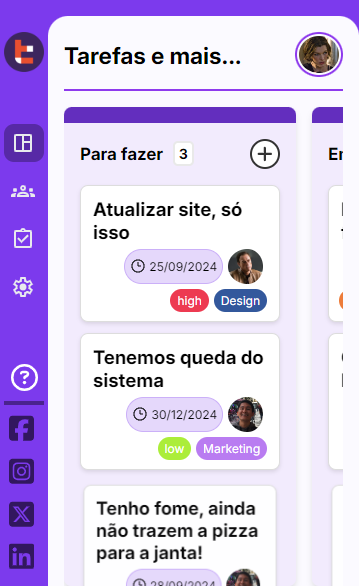 Tarefas e mais...
Para fazer 3
Atualizar site, só
isso
25/09/2024
high Design
Tenemos queda do
sistema
30/12/2024
low Marketing
Tenho fome, ainda
não trazem a pizza
para a janta!
28/09/2024